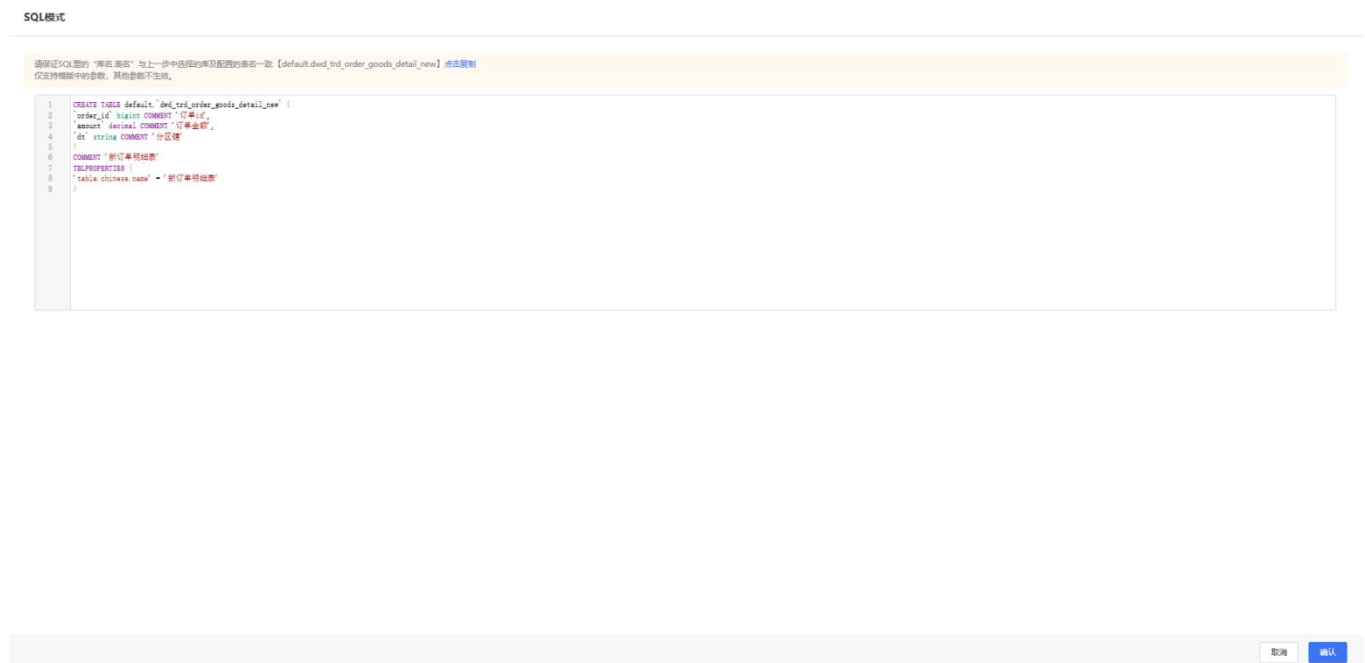 SQL模式
请保证SQL里的 "库名.表名" 与上一步中选择的库及配置的表名一致:【default.dwd_trd_order_goods_detail_new】点击复制
仅支持模版中的参数，其他参数不生效。
1 CREATE TABLE default.`dwd_trd_order_goods_detail_new` (
2 `order_id` bigint COMMENT '订单id',
3 `amount` decimal COMMENT '订单金额',
4 `dt` string COMMENT '分区键'
5 )
6 COMMENT '新订单明细表'
7 TBLPROPERTIES (
8 'table.chinese.name' = '新订单明细表'
9 )
取消 确认